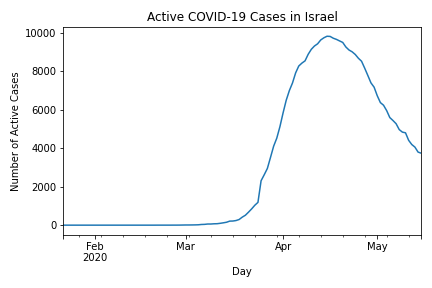 Active COVID-19 Cases in Israel
10000
8000
6000
4000
2000
0
Number of Active Cases
Feb
2020
Mar
Apr
May
Day